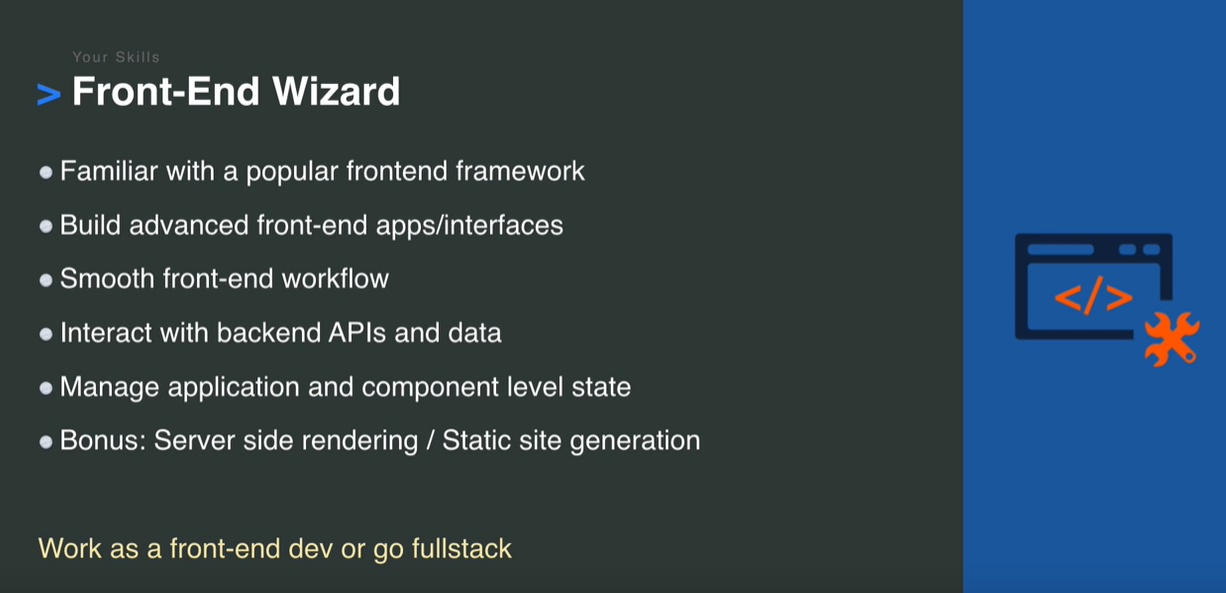 Your Skills
> Front-End Wizard
Familiar with a popular frontend framework
Build advanced front-end apps/interfaces
Smooth front-end workflow
Interact with backend APIs and data
Manage application and component level state
Bonus: Server side rendering / Static site generation
Work as a front-end dev or go fullstack
</>